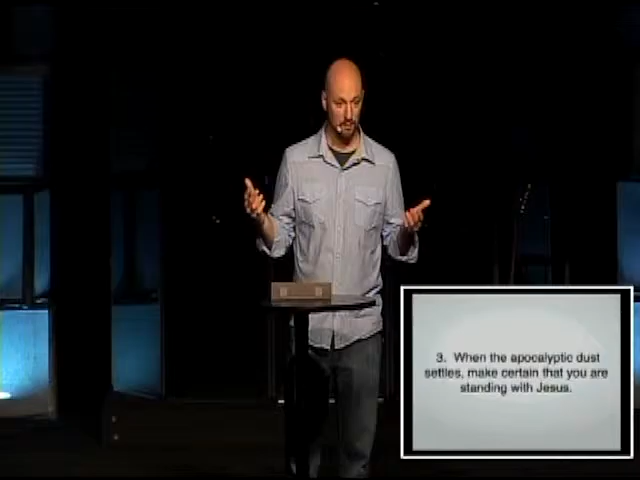 3. When the apocalyptic dust
settles, make certain that you are
standing with Jesus.